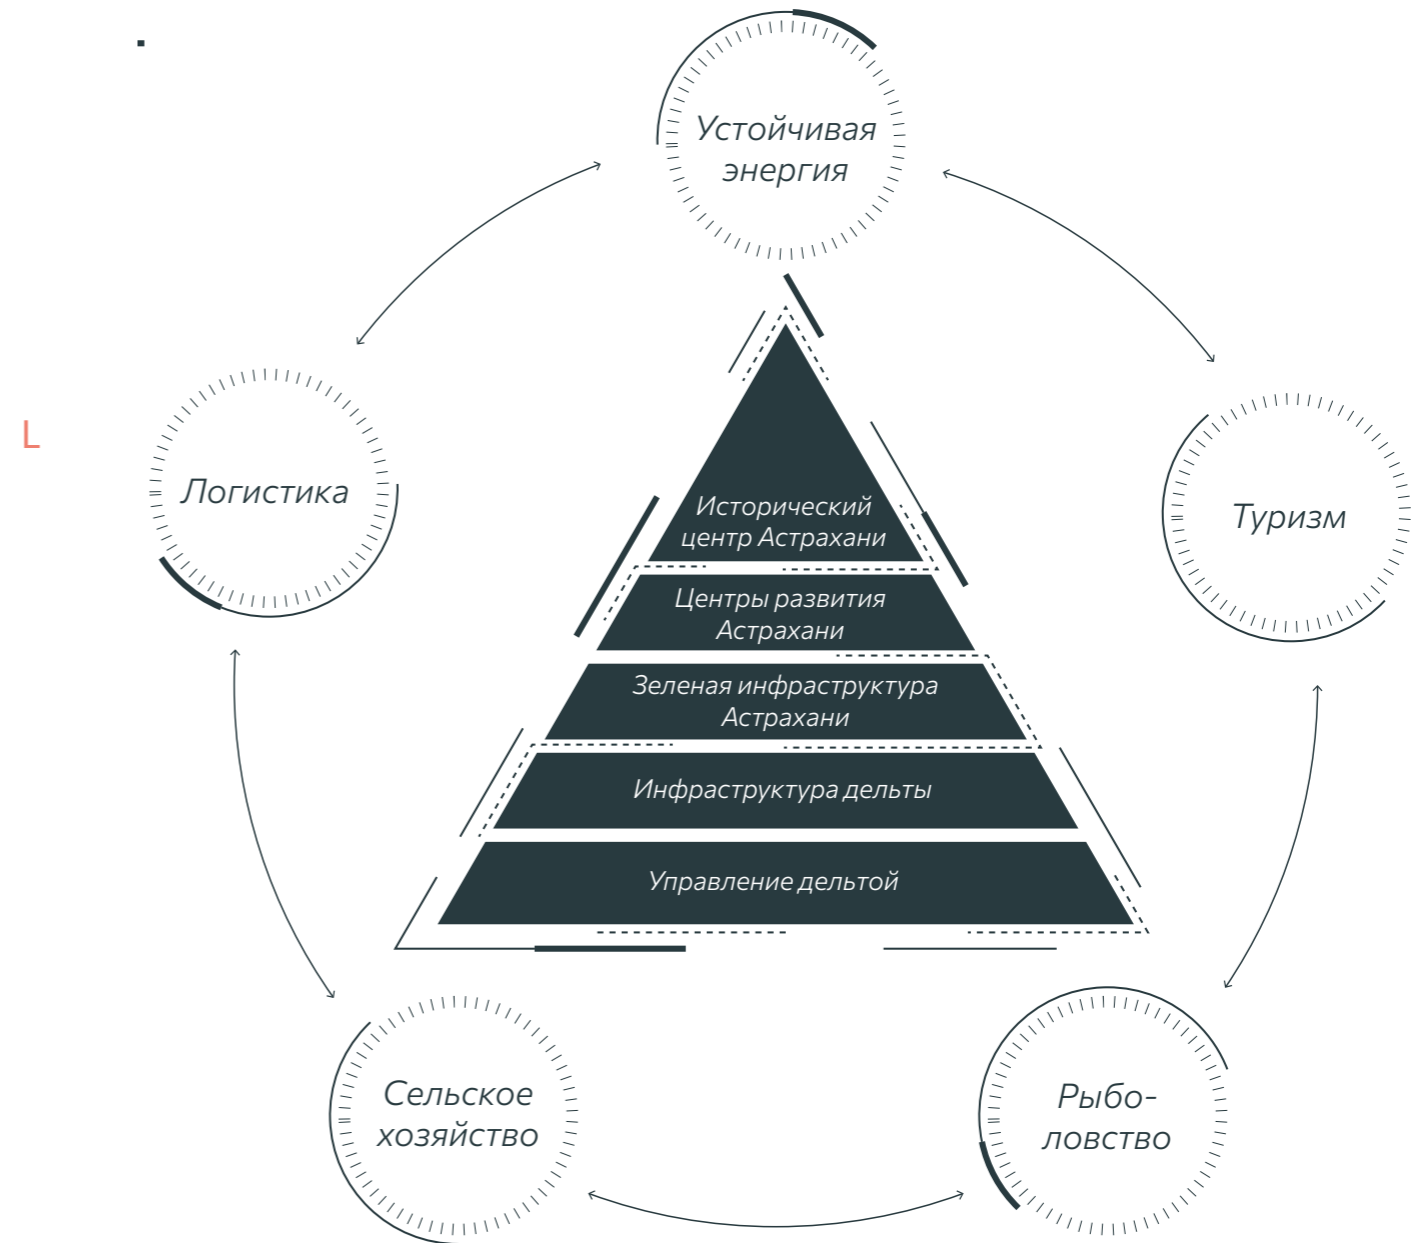 Устойчивая
энергия
L
Логистика
Туризм
Исторический
центр Астрахани
Центры развития
Астрахани
Зеленая инфраструктура
Астрахани
Инфраструктура дельты
Управление дельтой
Сельское
хозяйство
Рыбо-
ловство